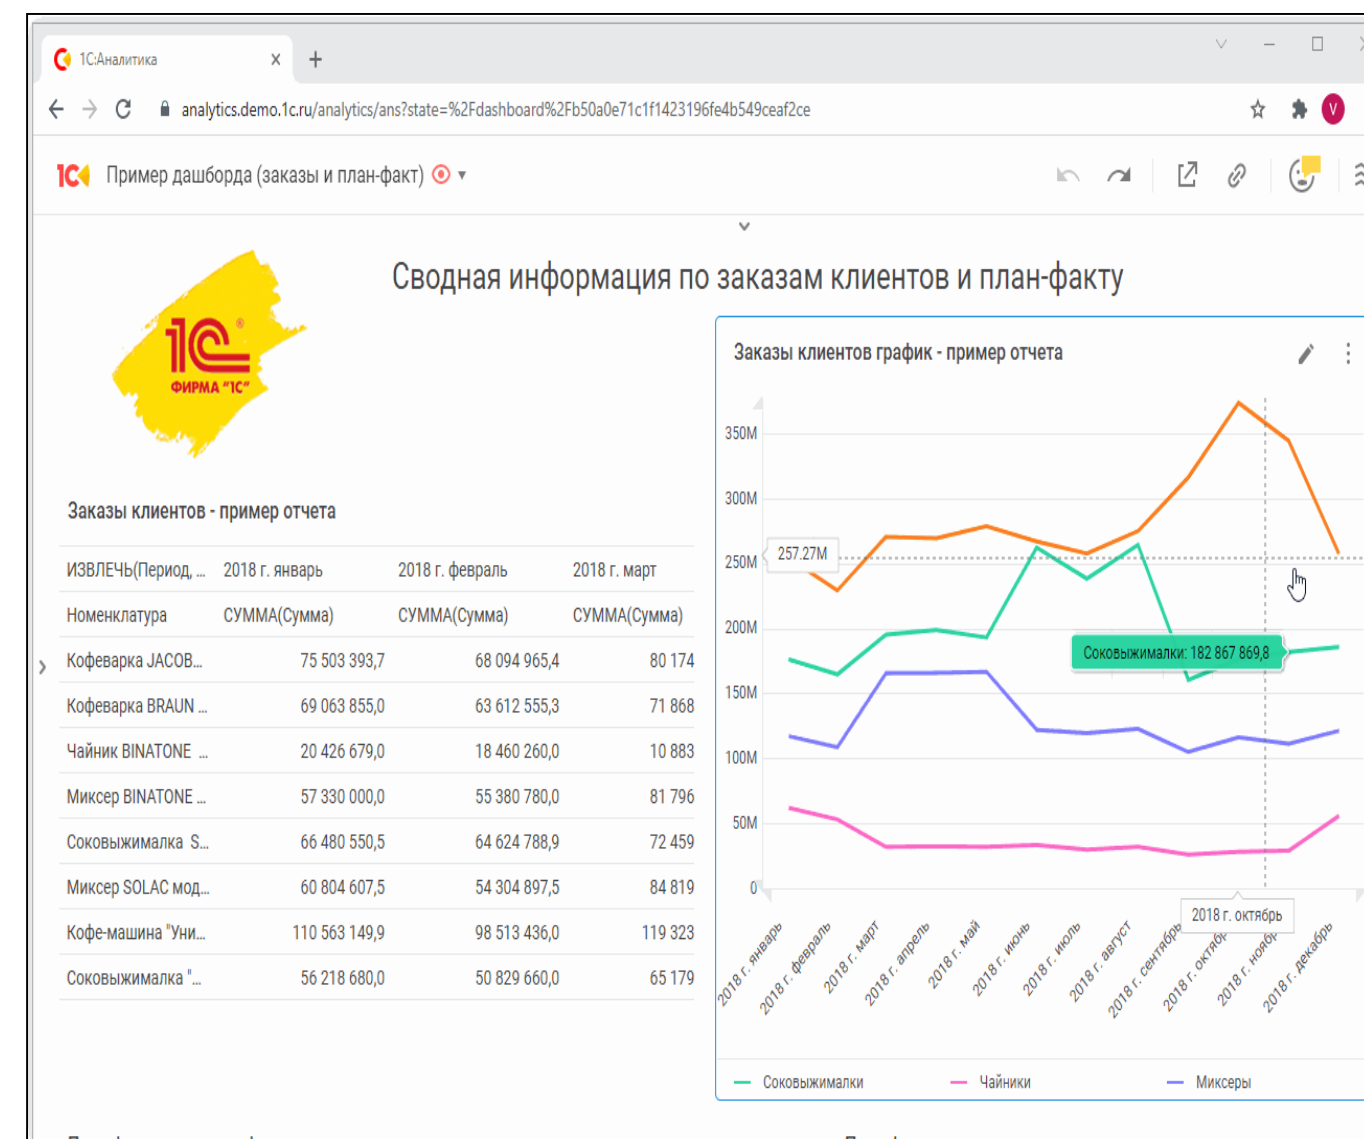 1С:Аналитика
analytics.demo.1c.ru/analytics/ans?state=%2Fdashboard%2Fb50a0e71c1f1423196fe4b549ceaf2ce
V
1С Пример дашборда (заказы и план-факт)
Сводная информация по заказам клиентов и план-факту
1С®
ФИРМА "1С"
Заказы клиентов - пример отчета
ИЗВЛЕЧЬ(Период, ... 2018 г. январь 2018 г. февраль 2018 г. март
Номенклатура СУММА(Сумма) СУММА(Сумма) СУММА(Сумма)
Кофеварка JACOB... 75 503 393,7 68 094 965,4 80 174
Кофеварка BRAUN ... 69 063 855,0 63 612 555,3 71 868
Чайник BINATONE ... 20 426 679,0 18 460 260,0 10 883
Миксер BINATONE ... 57 330 000,0 55 380 780,0 81 796
Соковыжималка S... 66 480 550,5 64 624 788,9 72 459
Миксер SOLAC мод... 60 804 607,5 54 304 897,5 84 819
Кофе-машина "Уни... 110 563 149,9 98 513 436,0 119 323
Соковыжималка "... 56 218 680,0 50 829 660,0 65 179
Заказы клиентов график - пример отчета
350M
300M
250M
257.27M
200M
Соковыжималки: 182 867 869,8
150M
100M
50M
0
2018 г. октябрь
2018 г. январь
2018 г. февраль
2018 г. март
2018 г. апрель
2018 г. май
2018 г. июнь
2018 г. июль
2018 г. август
2018 г. сентябрь
2018 г. октябрь
2018 г. ноябрь
2018 г. декабрь
Соковыжималки Чайники Миксеры